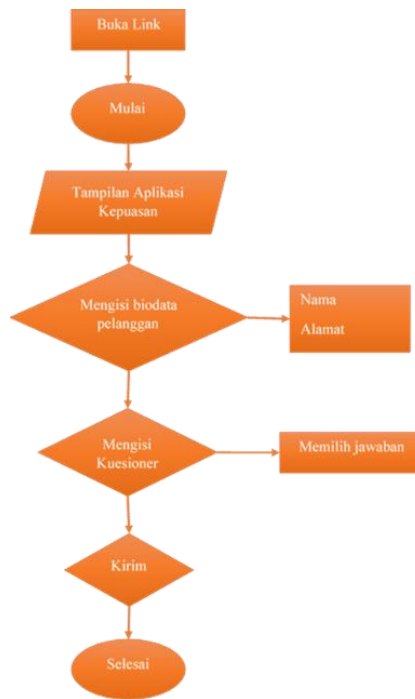 Buka Link
Mulai
Tampilan Aplikasi
Kepuasan
Mengisi biodata
pelanggan
Nama
Alamat
Mengisi
Kuesioner
Memilih jawaban
Kirim
Selesai